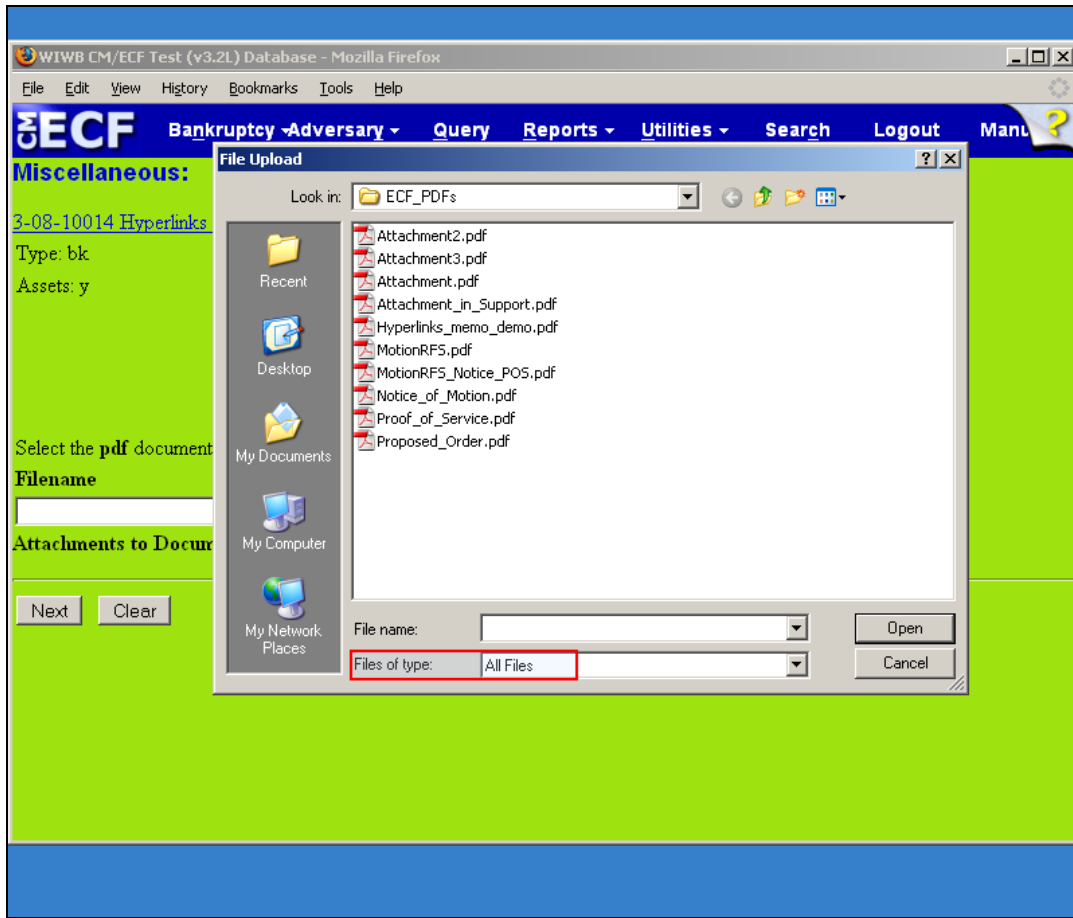 WIWB CM/ECF Test (v3.2L) Database - Mozilla Firefox
File Edit View History Bookmarks Tools Help
CM ECF Bankruptcy Adversary Query Reports Utilities Search Logout ?
File Upload
Miscellaneous:
Look in: ECF_PDFs
3-08-10014 Hyperlinks
Type: bk
Assets: y
Attachment2.pdf
Attachment3.pdf
Attachment.pdf
Attachment_in_Support.pdf
Hyperlinks_memo_demo.pdf
MotionRFS.pdf
MotionRFS_Notice_POS.pdf
Notice_of_Motion.pdf
Proof_of_Service.pdf
Proposed_Order.pdf
Recent
Desktop
My Documents
My Computer
My Network
Places
Select the pdf document
Filename
Attachments to
Next Clear
File name: Open
Files of type: All Files Cancel